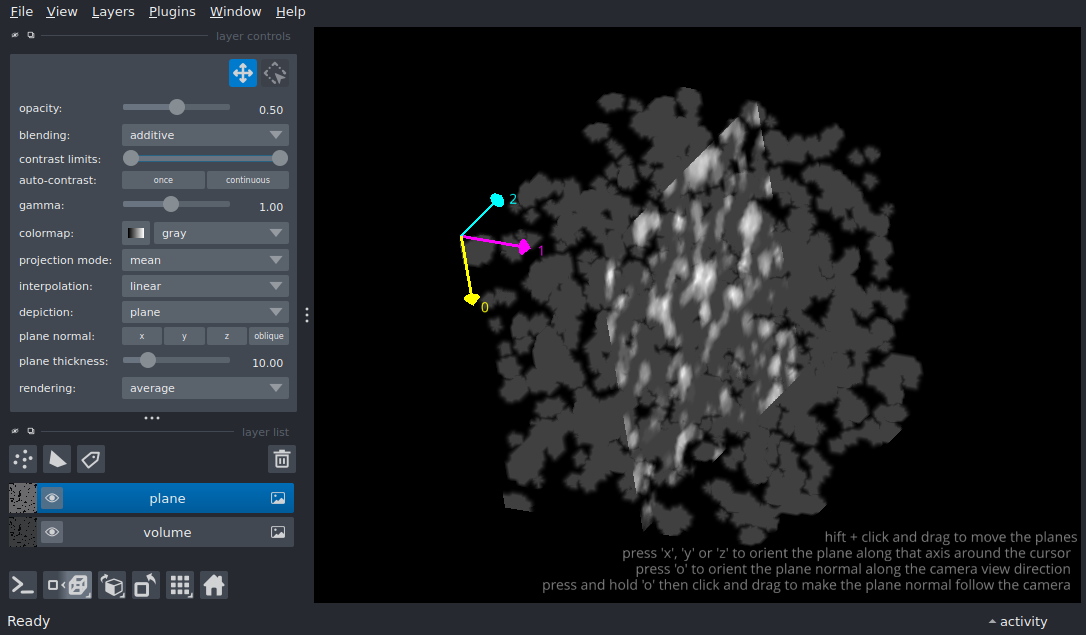 File View Layers Plugins Window Help
layer controls
opacity: 0.50
blending: additive
contrast limits:
auto-contrast: once continuous
gamma: 1.00
colormap: gray
projection mode: mean
interpolation: linear
depiction: plane
plane normal: x y z oblique
plane thickness: 10.00
rendering: average
layer list
plane
volume
2
1
0
hift + click and drag to move the planes
press 'x', 'y' or 'z' to orient the plane along that axis around the cursor
press 'o' to orient the plane normal along the camera view direction
press and hold 'o' then click and drag to make the plane normal follow the camera
Ready activity